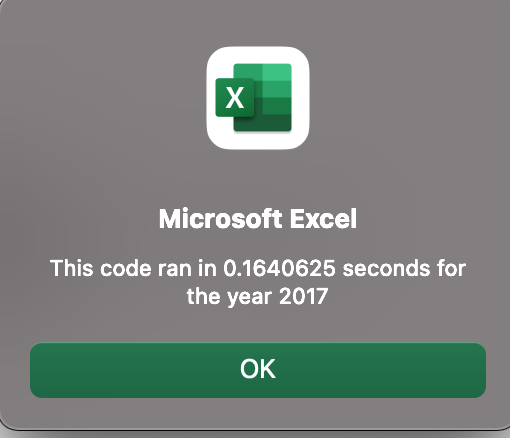 X
Microsoft Excel
This code ran in 0.1640625 seconds for
the year 2017
OK